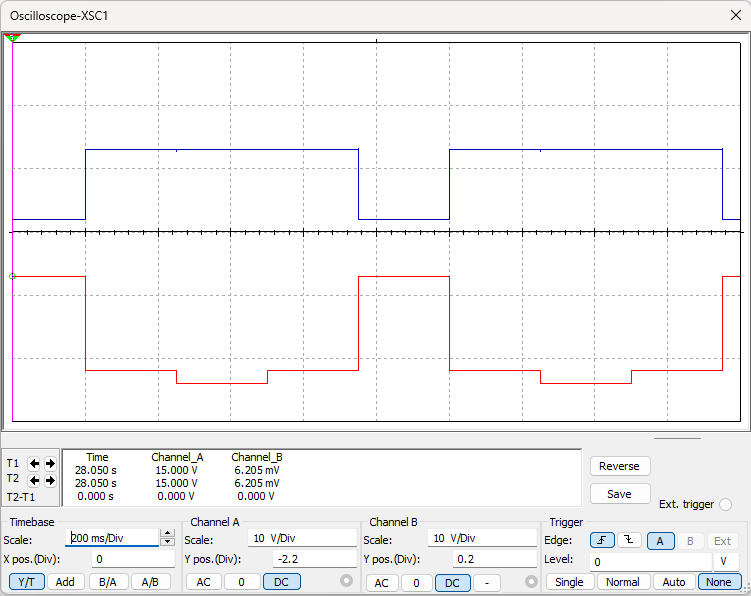 Oscilloscope-XSC1
T1
T2
T2-T1
Time Channel_A Channel_B
28.050 s 15.000 V 6.205 mV
28.050 s 15.000 V 6.205 mV
0.000 s 0.000 V 0.000 V
Reverse
Save
Ext. trigger
Timebase
Scale: 200 ms/Div
X pos.(Div): 0
Y/T Add B/A A/B
Channel A
Scale: 10 V/Div
Y pos.(Div): -2.2
AC 0 DC
Channel B
Scale: 10 V/Div
Y pos.(Div): 0.2
AC 0 DC -
Trigger
Edge: A B Ext
Level: 0 V
Single Normal Auto None